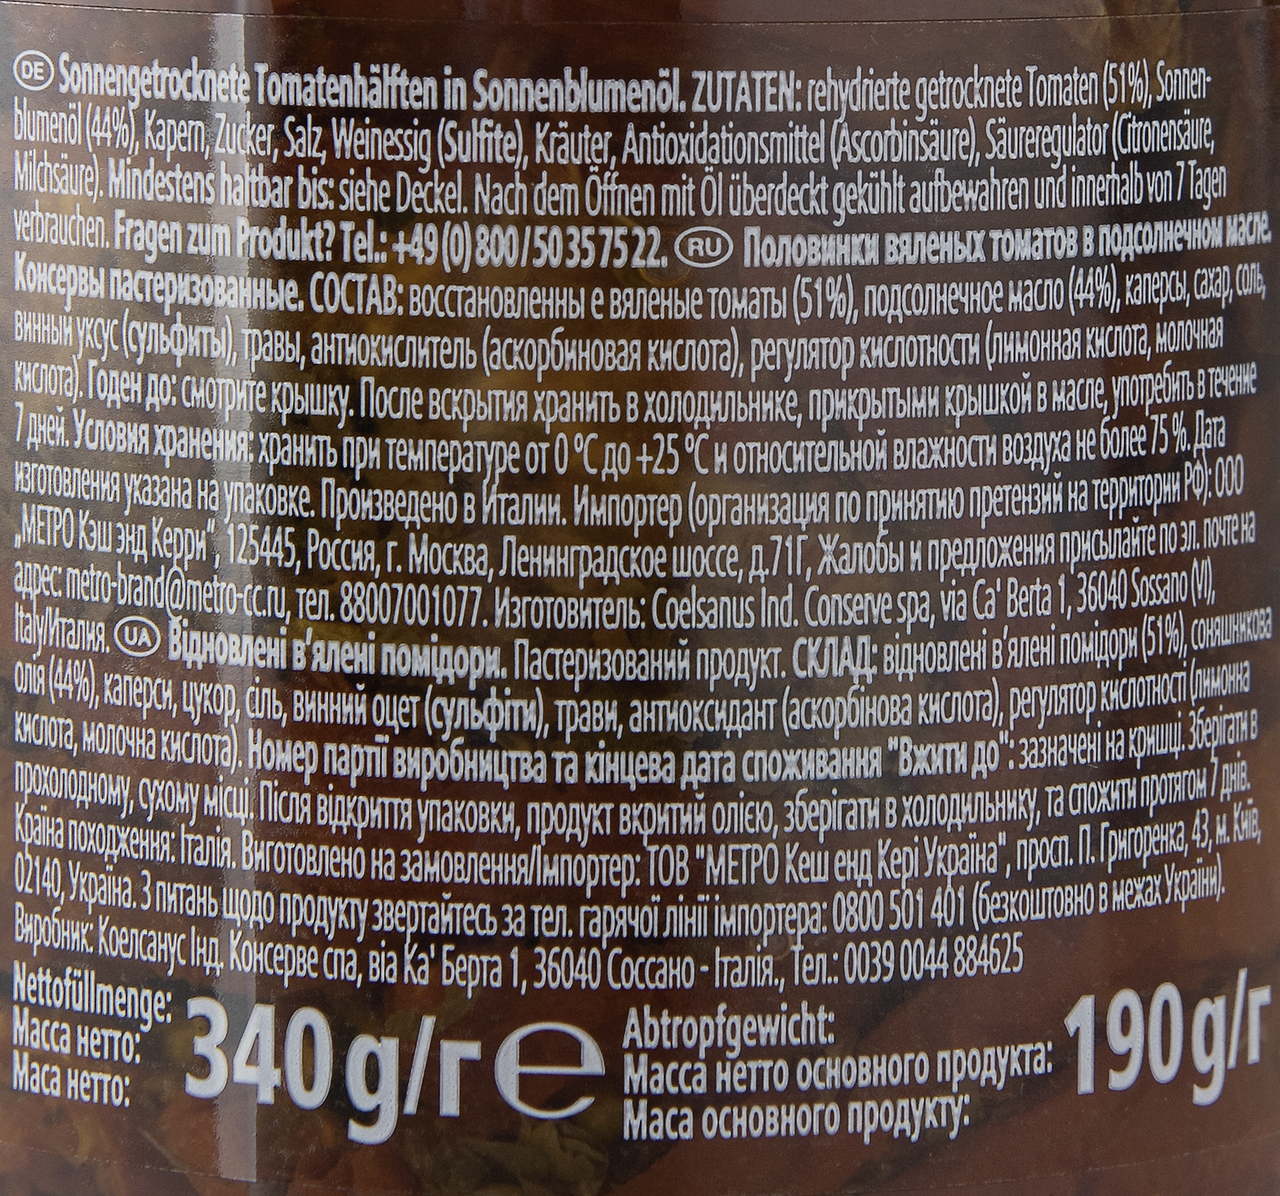 DE Sonnengetrocknete Tomatenhälften in Sonnenblumenöl. ZUTATEN: rehydrierte getrocknete Tomaten (51%), Sonnen-
blumenöl (44%), Kapern, Zucker, Salz, Weinessig (Sulfite), Kräuter, Antioxidationsmittel (Ascorbinsäure), Säureregulator (Citronensäure,
Milchsäure). Mindestens haltbar bis: siehe Deckel. Nach dem Öffnen mit Öl überdeckt gekühlt aufbewahren und innerhalb von 7 Tagen
verbrauchen. Fragen zum Produkt? Tel.: +49 (0) 800/50 35 75 22. RU Половинки вяленых томатов в подсолнечном масле.
Консервы пастеризованные. СОСТАВ: восстановленны е вяленые томаты (51%), подсолнечное масло (44%), каперсы, сахар, соль,
винный уксус (сульфиты), травы, антиокислитель (аскорбиновая кислота), регулятор кислотности (лимонная кислота, молочная
кислота). Годен до: смотрите крышку. После вскрытия хранить в холодильнике, прикрытыми крышкой в масле, употребить в течение
7 дней. Условия хранения: хранить при температуре от 0 °C до +25 °C и относительной влажности воздуха не более 75 %. Дата
изготовления указана на упаковке. Произведено в Италии. Импортер (организация по принятию претензий на территории РФ): ООО
„МЕТРО Кэш энд Керри", 125445, Россия, г. Москва, Ленинградское шоссе, д.71Г, Жалобы и предложения присылайте по эл. почте на
адрес: metro-brand@metro-cc.ru, тел. 88007001077. Изготовитель: Coelsanus Ind. Conserve spa, via Ca' Berta 1, 36040 Sossano (VI),
Italy/Италия. UA Відновлені в'ялені помідори. Пастеризований продукт. СКЛАД: відновлені в'ялені помідори (51%), соняшникова
олія (44%), каперси, цукор, сіль, винний оцет (сульфіти), трави, антиоксидант (аскорбінова кислота), регулятор кислотності (лимонна
кислота, молочна кислота). Номер партії виробництва та кінцева дата споживання "Вжити до": зазначені на кришці. Зберігати в
прохолодному, сухому місці. Після відкриття упаковки, продукт вкритий олією, зберігати в холодильнику, та спожити протягом 7 днів.
Країна походження: Італія. Виготовлено на замовлення/Імпортер: ТОВ "МЕТРО Кеш енд Кері Україна", просп. П. Григоренка, 43, м. Київ,
02140, Україна. З питань щодо продукту звертайтесь за тел. гарячої лінії імпортера: 0800 501 401 (безкоштовно в межах України).
Виробник: Коелсанус Інд. Консерве спа, віа Ка' Берта 1, 36040 Соссано - Італія., Тел.: 0039 0044 884625
Nettofüllmenge:
Масса нетто:
Маса нетто:
340 g/г e
Abtropfgewicht:
Масса нетто основного продукта:
Маса основного продукту:
190 g/г